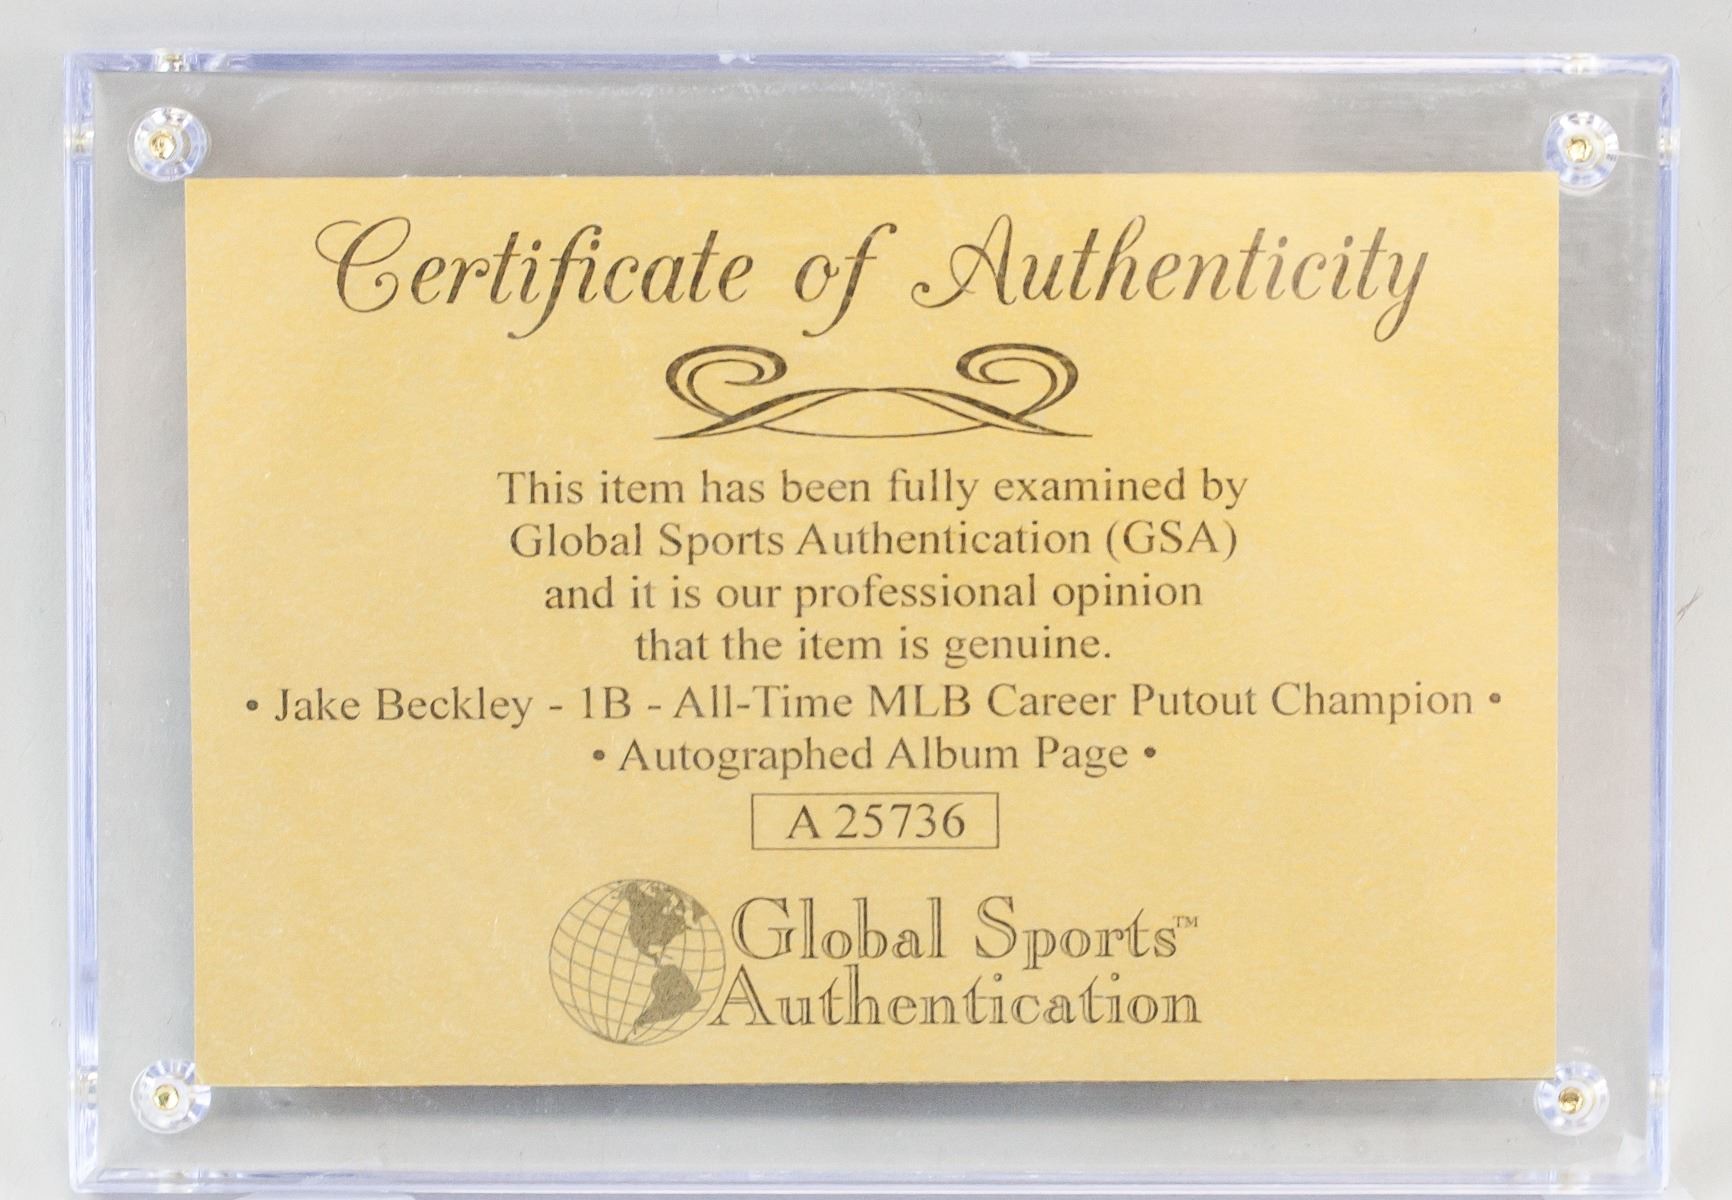 Certificate of Authenticity
This item has been fully examined by
Global Sports Authentication (GSA)
and it is our professional opinion
that the item is genuine.
• Jake Beckley - 1B - All-Time MLB Career Putout Champion •
• Autographed Album Page •
A 25736
Global Sports™
Authentication